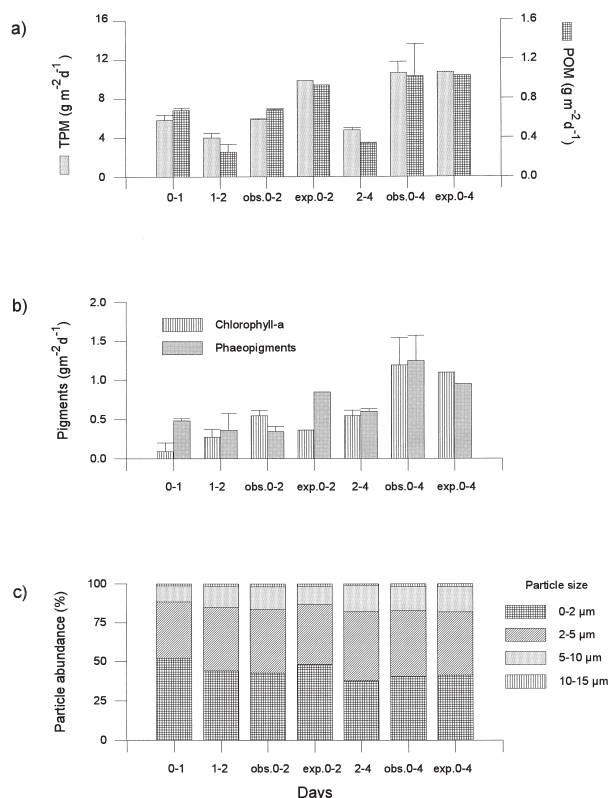 a)
TPM (g m-2d-1)
16
12
8
4
0
1.6
1.2
0.8
0.4
0.0
POM (g m-2d-1)
0-1 1-2 obs.0-2 exp.0-2 2-4 obs.0-4 exp.0-4
b)
Pigments (gm-2d-1)
2.0
1.5
1.0
0.5
0.0
Chlorophyll-a
Phaeopigments
0-1 1-2 obs.0-2 exp.0-2 2-4 obs.0-4 exp.0-4
c)
Particle abundance (%)
100
75
50
25
0
Particle size
0-2 µm
2-5 µm
5-10 µm
10-15 µm
0-1 1-2 obs.0-2 exp.0-2 2-4 obs.0-4 exp.0-4
Days